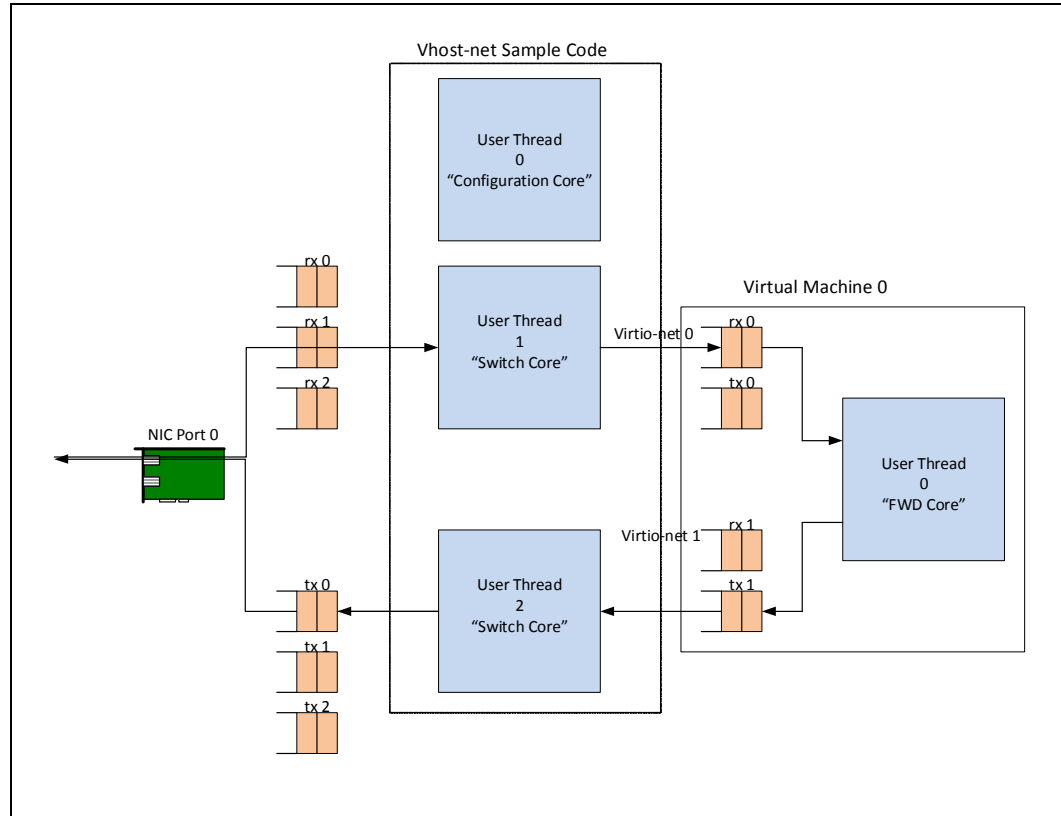 Vhost-net Sample Code
User Thread
0
“Configuration Core”
rx 0
rx 1
rx 2
User Thread
1
“Switch Core”
Virtio-net 0
Virtual Machine 0
rx 0
tx 0
NIC Port 0
User Thread
0
“FWD Core”
Virtio-net 1
rx 1
tx 1
User Thread
2
“Switch Core”
tx 0
tx 1
tx 2